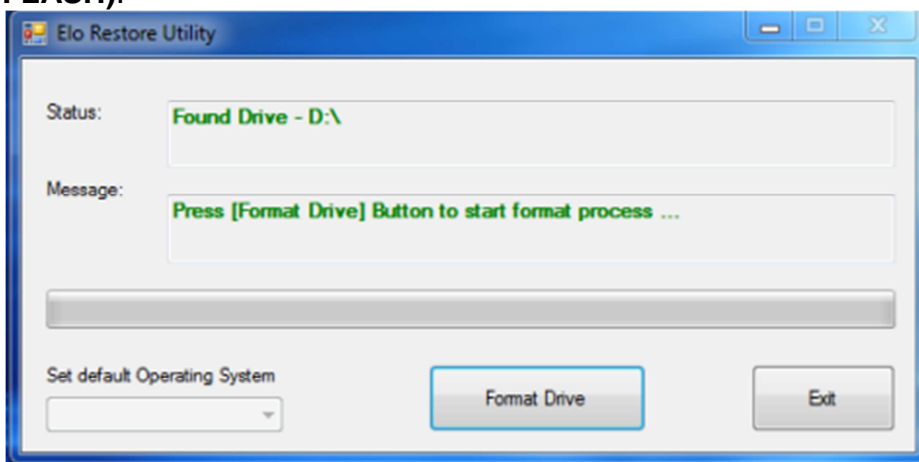 Elo Restore Utility
Status:
Found Drive - D:\
Message:
Press [Format Drive] Button to start format process ...
Set default Operating System
Format Drive
Exit